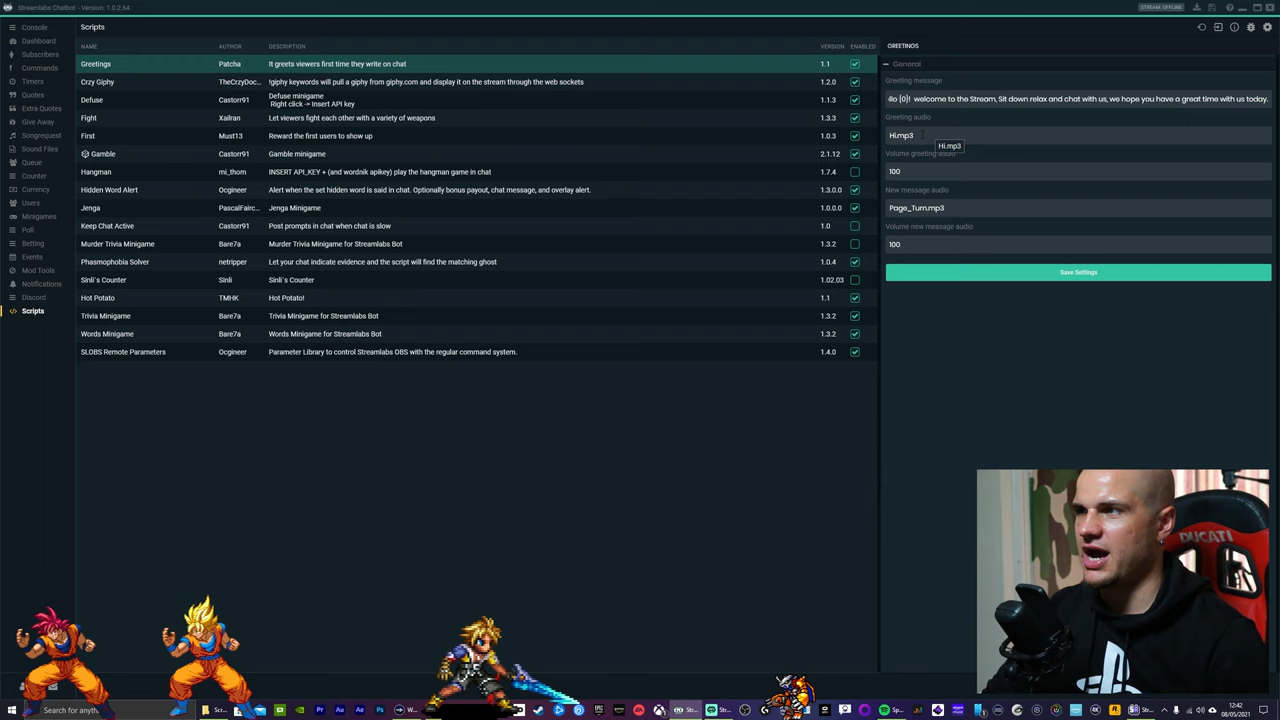 Streamlabs Chatbot - Version: 1.0.2.64
STREAM: OFFLINE
Console
Dashboard
Subscribers
Commands
Timers
Quotes
Extra Quotes
Give Away
Songrequest
Sound Files
Queue
Counter
Currency
Users
Minigames
Poll
Betting
Events
Mod Tools
Notifications
Discord
Scripts
Scripts
NAME AUTHOR DESCRIPTION VERSION ENABLED
Greetings Patcha It greets viewers first time they write on chat 1.1
Crzy Giphy TheCrzyDoc... !giphy keywords will pull a giphy from giphy.com and display it on the stream through the web sockets 1.2.0
Defuse Castorr91 Defuse minigame 1.1.3
Right click -> Insert API key
Fight Xailran Let viewers fight each other with a variety of weapons 1.3.3
First Must13 Reward the first users to show up 1.0.3
Gamble Castorr91 Gamble minigame 2.1.12
Hangman mi_thom INSERT API_KEY + (and wordnik apikey) play the hangman game in chat 1.7.4
Hidden Word Alert Ocgineer Alert when the set hidden word is said in chat. Optionally bonus payout, chat message, and overlay alert. 1.3.0.0
Jenga PascalFairc... Jenga Minigame 1.0.0.0
Keep Chat Active Castorr91 Post prompts in chat when chat is slow 1.0
Murder Trivia Minigame Bare7a Murder Trivia Minigame for Streamlabs Bot 1.3.2
Phasmophobia Solver netripper Let your chat indicate evidence and the script will find the matching ghost 1.0.4
Sinli`s Counter Sinli Sinli`s Counter 1.02.03
Hot Potato TMHK Hot Potato! 1.1
Trivia Minigame Bare7a Trivia Minigame for Streamlabs Bot 1.3.2
Words Minigame Bare7a Words Minigame for Streamlabs Bot 1.3.2
SLOBS Remote Parameters Ocgineer Parameter Library to control Streamlabs OBS with the regular command system. 1.4.0
GREETINGS
General
Greeting message
llo {0}! welcome to the Stream, Sit down relax and chat with us, we hope you have a great time with us today.
Greeting audio
Hi.mp3
Hi.mp3
Volume greeting audio
100
New message audio
Page_Turn.mp3
Volume new message audio
100
Save Settings
DUCATI
Search for anyth
Scr...
W...
Str...
Str...
Sp...
Str...
12:42
08/05/2021